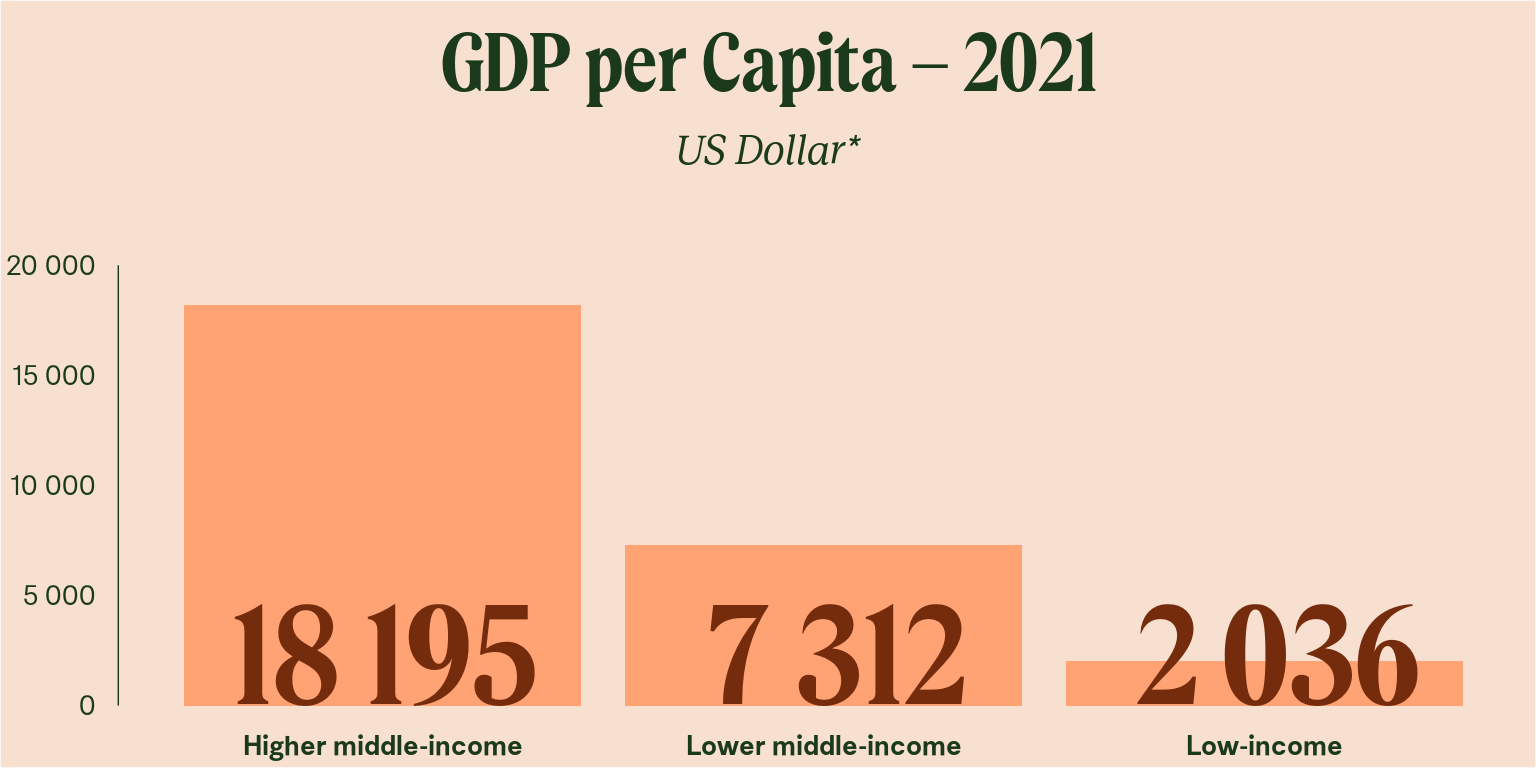 GDP per Capita – 2021
US Dollar*
20 000
15 000
10 000
5 000
0
18 195
7 312
2 036
Higher middle-income
Lower middle-income
Low-income